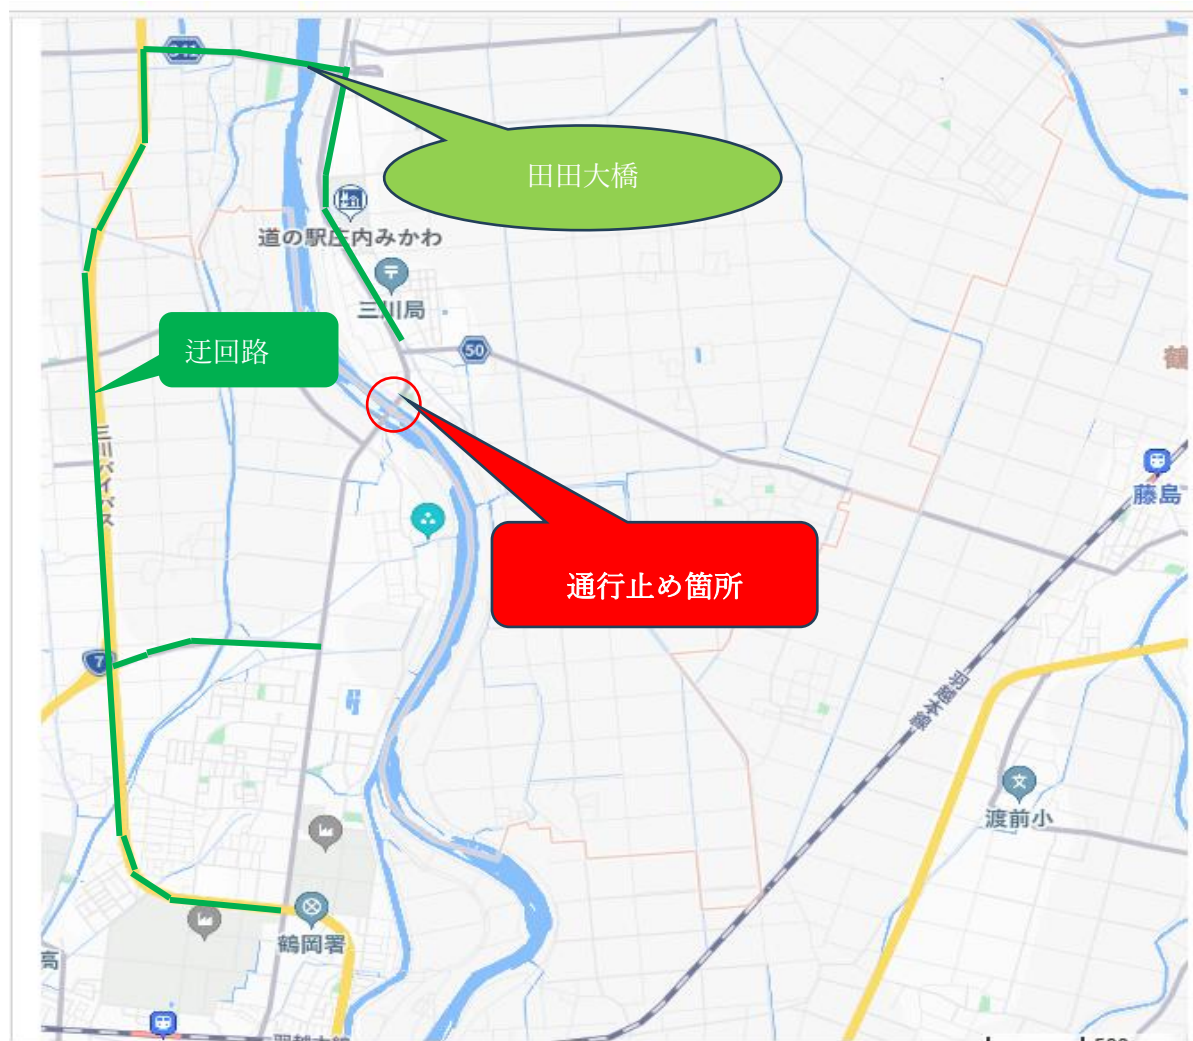 田田大橋
道の駅庄内みかわ
三川局
50
迂回路
鶴
三川バイパス
藤島
通行止め箇所
7
羽越本線
渡前小
鶴岡署
高